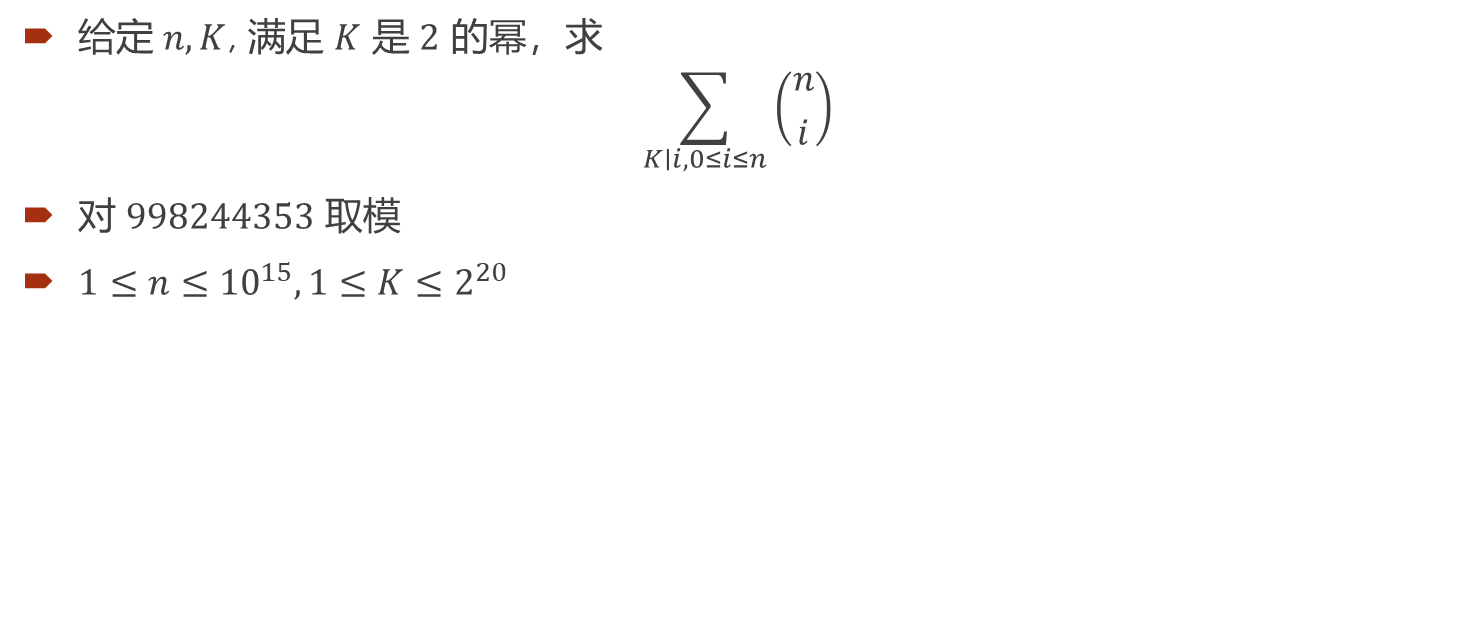 给定 n, K, 满足 K 是 2 的幂，求
∑_{K|i,0≤i≤n} \binom{n}{i}
对 998244353 取模
1 ≤ n ≤ 10^{15}, 1 ≤ K ≤ 2^{20}